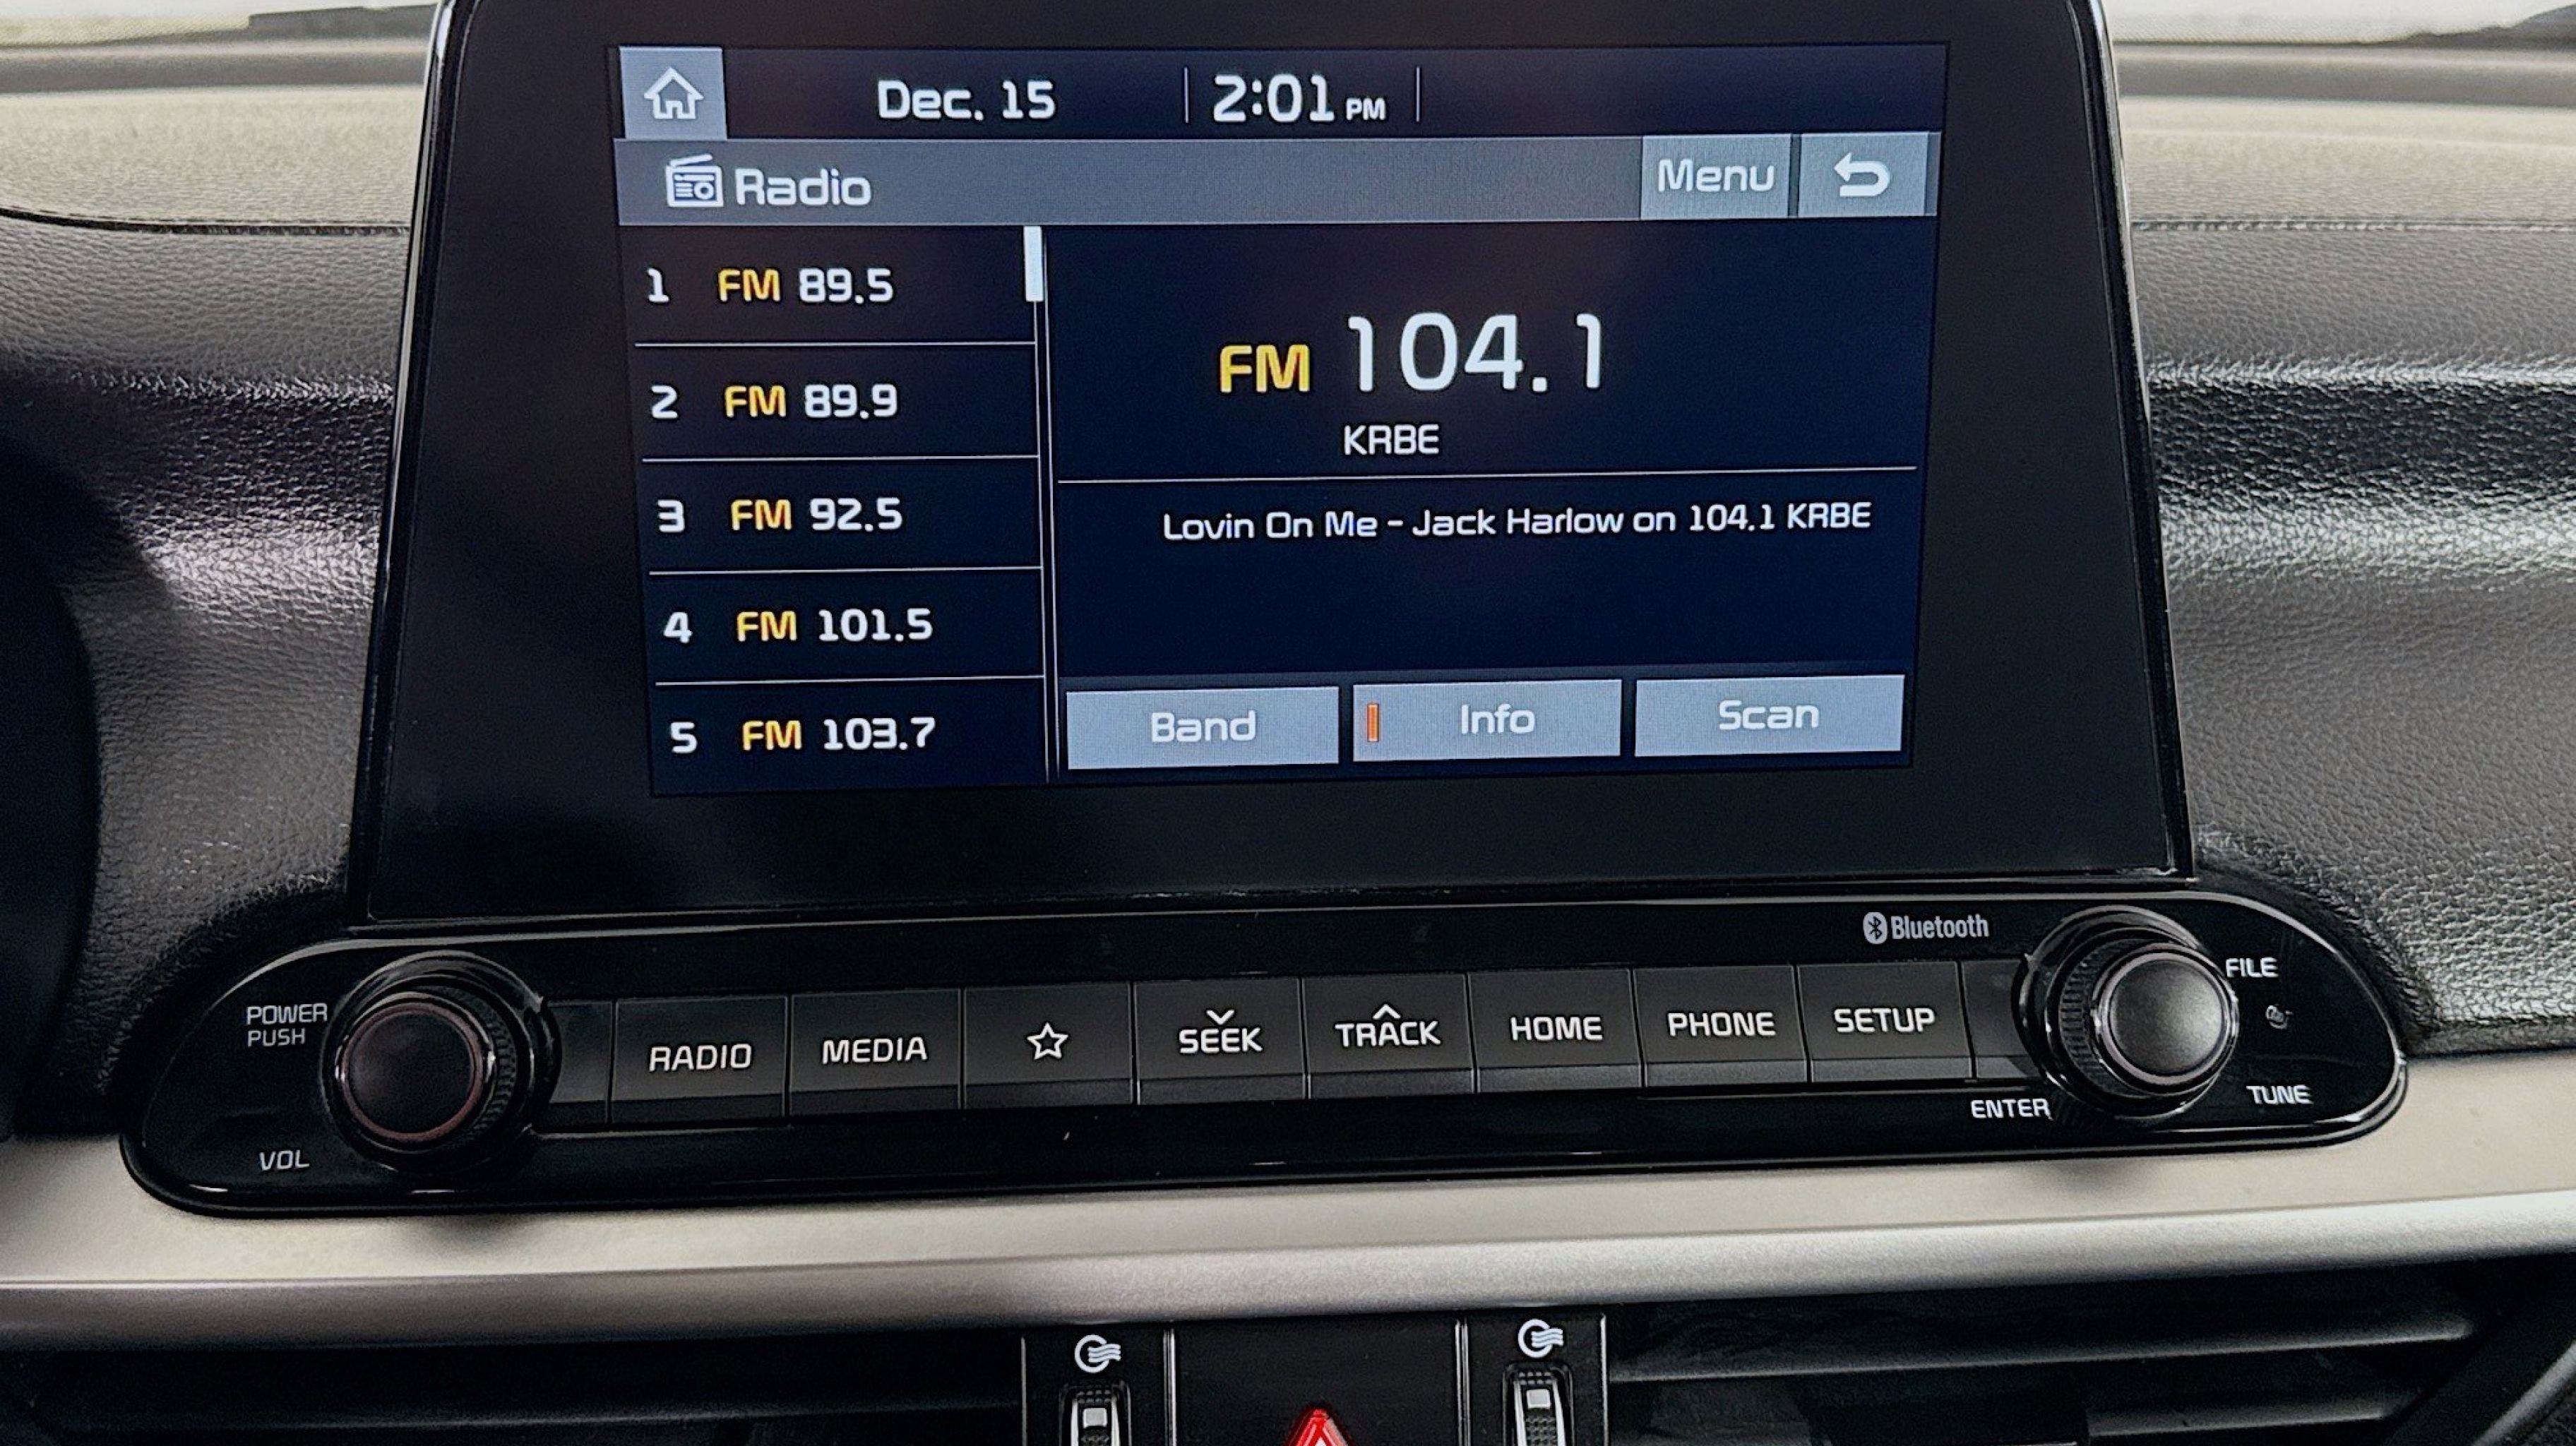 Dec. 15 2:01 PM
Radio Menu
1 FM 89.5
2 FM 89.9
3 FM 92.5
4 FM 101.5
5 FM 103.7
FM 104.1
KRBE
Lovin On Me - Jack Harlow on 104.1 KRBE
Band Info Scan
Bluetooth
POWER
PUSH
VOL
RADIO MEDIA SEEK TRACK HOME PHONE SETUP
FILE
TUNE
ENTER